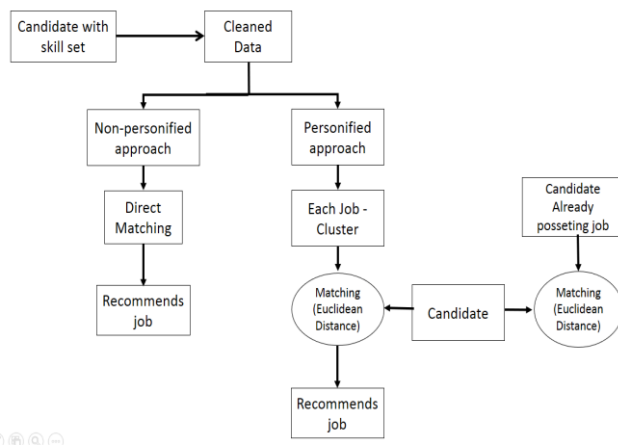 Candidate with
skill set
Cleaned
Data
Non-personified
approach
Personified
approach
Direct
Matching
Each Job -
Cluster
Candidate
Already
posseting job
Recommends
job
Matching
(Euclidean
Distance)
Candidate
Matching
(Euclidean
Distance)
Recommends
job